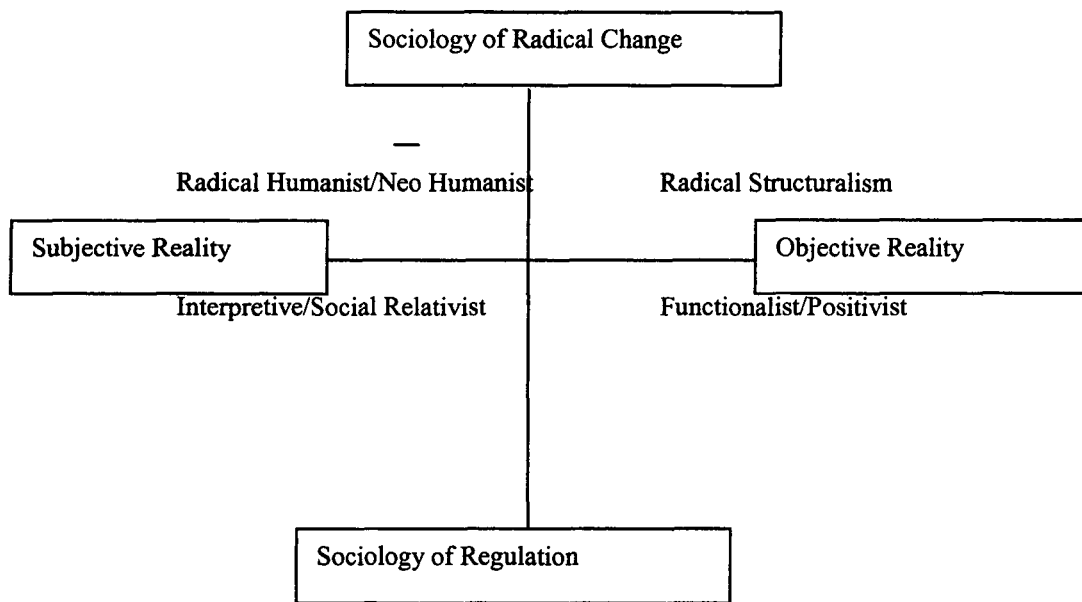 Sociology of Radical Change
Radical Humanist/Neo Humanist
Radical Structuralism
Subjective Reality
Objective Reality
Interpretive/Social Relativist
Functionalist/Positivist
Sociology of Regulation